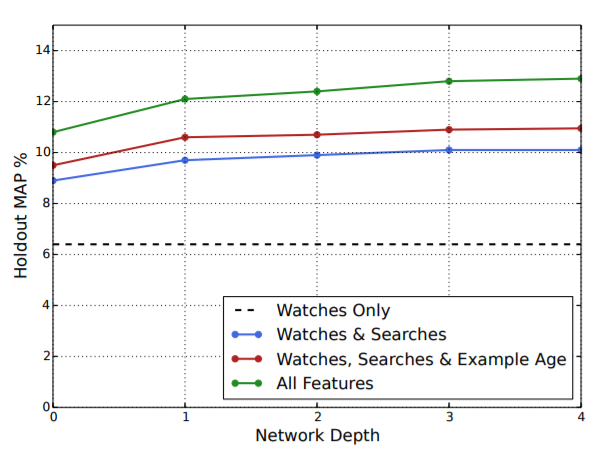 14
12
10
8
6
4
2
0
Holdout MAP %
Watches Only
Watches & Searches
Watches, Searches & Example Age
All Features
0 1 2 3 4
Network Depth